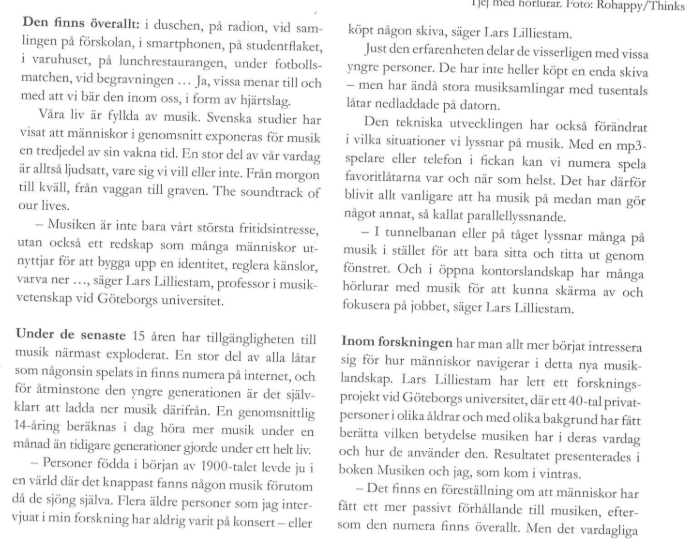 Tjej med hörlurar. Foto: Rohappy/Thinks
Den finns överallt: i duschen, på radion, vid sam-
lingen på förskolan, i smartphonen, på studentflaket,
i varuhuset, på lunchrestaurangen, under fotbolls-
matchen, vid begravningen … Ja, vissa menar till och
med att vi bär den inom oss, i form av hjärtslag.
Våra liv är fyllda av musik. Svenska studier har
visat att människor i genomsnitt exponeras för musik
en tredjedel av sin vakna tid. En stor del av vår vardag
är alltså ljudsatt, vare sig vi vill eller inte. Från morgon
till kväll, från vaggan till graven. The soundtrack of
our lives.
– Musiken är inte bara vårt största fritidsintresse,
utan också ett redskap som många människor ut-
nyttjar för att bygga upp en identitet, reglera känslor,
varva ner …, säger Lars Lilliestam, professor i musik-
vetenskap vid Göteborgs universitet.
Under de senaste 15 åren har tillgängligheten till
musik närmast exploderat. En stor del av alla låtar
som någonsin spelats in finns numera på internet, och
för åtminstone den yngre generationen är det själv-
klart att ladda ner musik därifrån. En genomsnittlig
14-åring beräknas i dag höra mer musik under en
månad än tidigare generationer gjorde under ett helt liv.
– Personer födda i början av 1900-talet levde ju i
en värld där det knappast fanns någon musik förutom
då de sjöng själva. Flera äldre personer som jag inter-
vjuat i min forskning har aldrig varit på konsert – eller
köpt någon skiva, säger Lars Lilliestam.
Just den erfarenheten delar de visserligen med vissa
yngre personer. De har inte heller köpt en enda skiva
– men har ändå stora musiksamlingar med tusentals
låtar nedladdade på datorn.
Den tekniska utvecklingen har också förändrat
i vilka situationer vi lyssnar på musik. Med en mp3-
spelare eller telefon i fickan kan vi numera spela
favoritlåtarna var och när som helst. Det har därför
blivit allt vanligare att ha musik på medan man gör
något annat, så kallat parallellyssnande.
– I tunnelbanan eller på tåget lyssnar många på
musik i stället för att bara sitta och titta ut genom
fönstret. Och i öppna kontorslandskap har många
hörlurar med musik för att kunna skärma av och
fokusera på jobbet, säger Lars Lilliestam.
Inom forskningen har man allt mer börjat intressera
sig för hur människor navigerar i detta nya musik-
landskap. Lars Lilliestam har lett ett forsknings-
projekt vid Göteborgs universitet, där ett 40-tal privat-
personer i olika åldrar och med olika bakgrund har fått
berätta vilken betydelse musiken har i deras vardag
och hur de använder den. Resultatet presenterades i
boken Musiken och jag, som kom i vintras.
– Det finns en föreställning om att människor har
fått ett mer passivt förhållande till musiken, efter-
som den numera finns överallt. Men det vardagliga